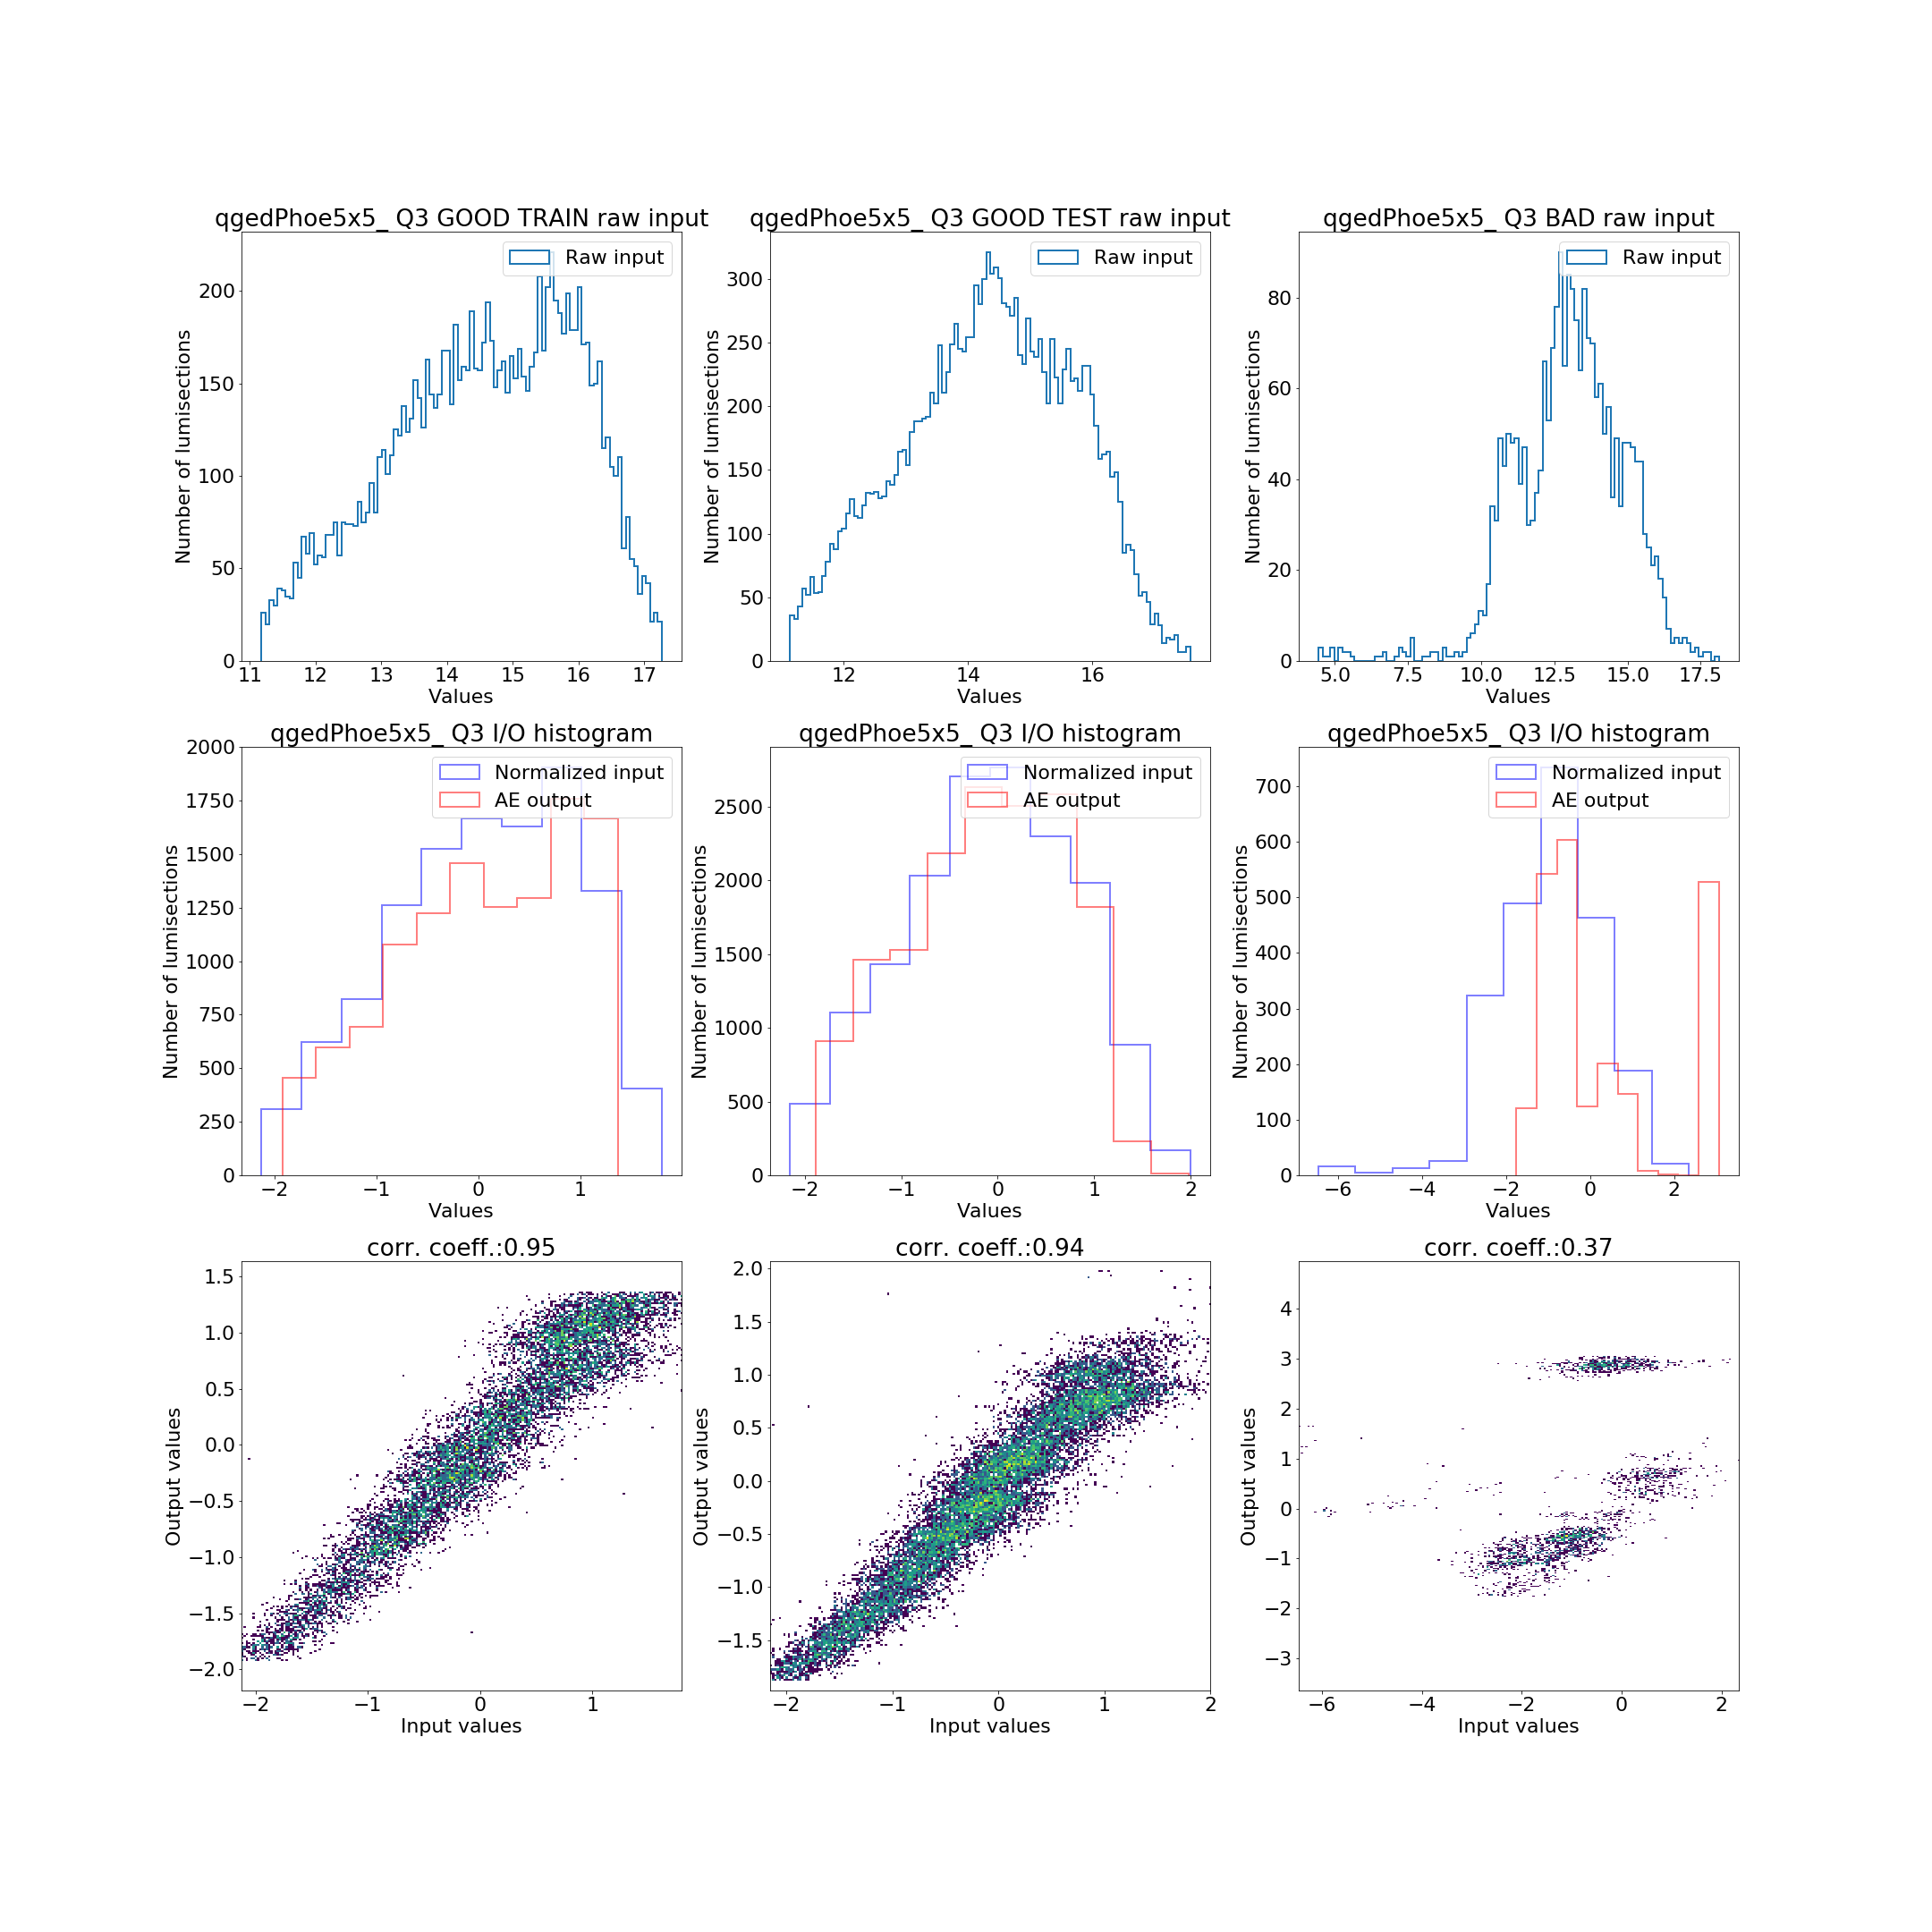 qgedPhoe5x5_ Q3 GOOD TRAIN raw input
Raw input
Number of lumisections
200
150
100
50
0
11 12 13 14 15 16 17
Values
qgedPhoe5x5_ Q3 GOOD TEST raw input
Raw input
Number of lumisections
300
250
200
150
100
50
0
12 14 16
Values
qgedPhoe5x5_ Q3 BAD raw input
Raw input
Number of lumisections
80
60
40
20
0
5.0 7.5 10.0 12.5 15.0 17.5
Values
qgedPhoe5x5_ Q3 I/O histogram
Normalized input
AE output
Number of lumisections
2000
1750
1500
1250
1000
750
500
250
0
−2 −1 0 1
Values
qgedPhoe5x5_ Q3 I/O histogram
Normalized input
AE output
Number of lumisections
2500
2000
1500
1000
500
0
−2 −1 0 1 2
Values
qgedPhoe5x5_ Q3 I/O histogram
Normalized input
AE output
Number of lumisections
700
600
500
400
300
200
100
0
−6 −4 −2 0 2
Values
corr. coeff.:0.95
Output values
1.5
1.0
0.5
0.0
−0.5
−1.0
−1.5
−2.0
−2 −1 0 1
Input values
corr. coeff.:0.94
Output values
2.0
1.5
1.0
0.5
0.0
−0.5
−1.0
−1.5
−2 −1 0 1 2
Input values
corr. coeff.:0.37
Output values
4
3
2
1
0
−1
−2
−3
−6 −4 −2 0 2
Input values